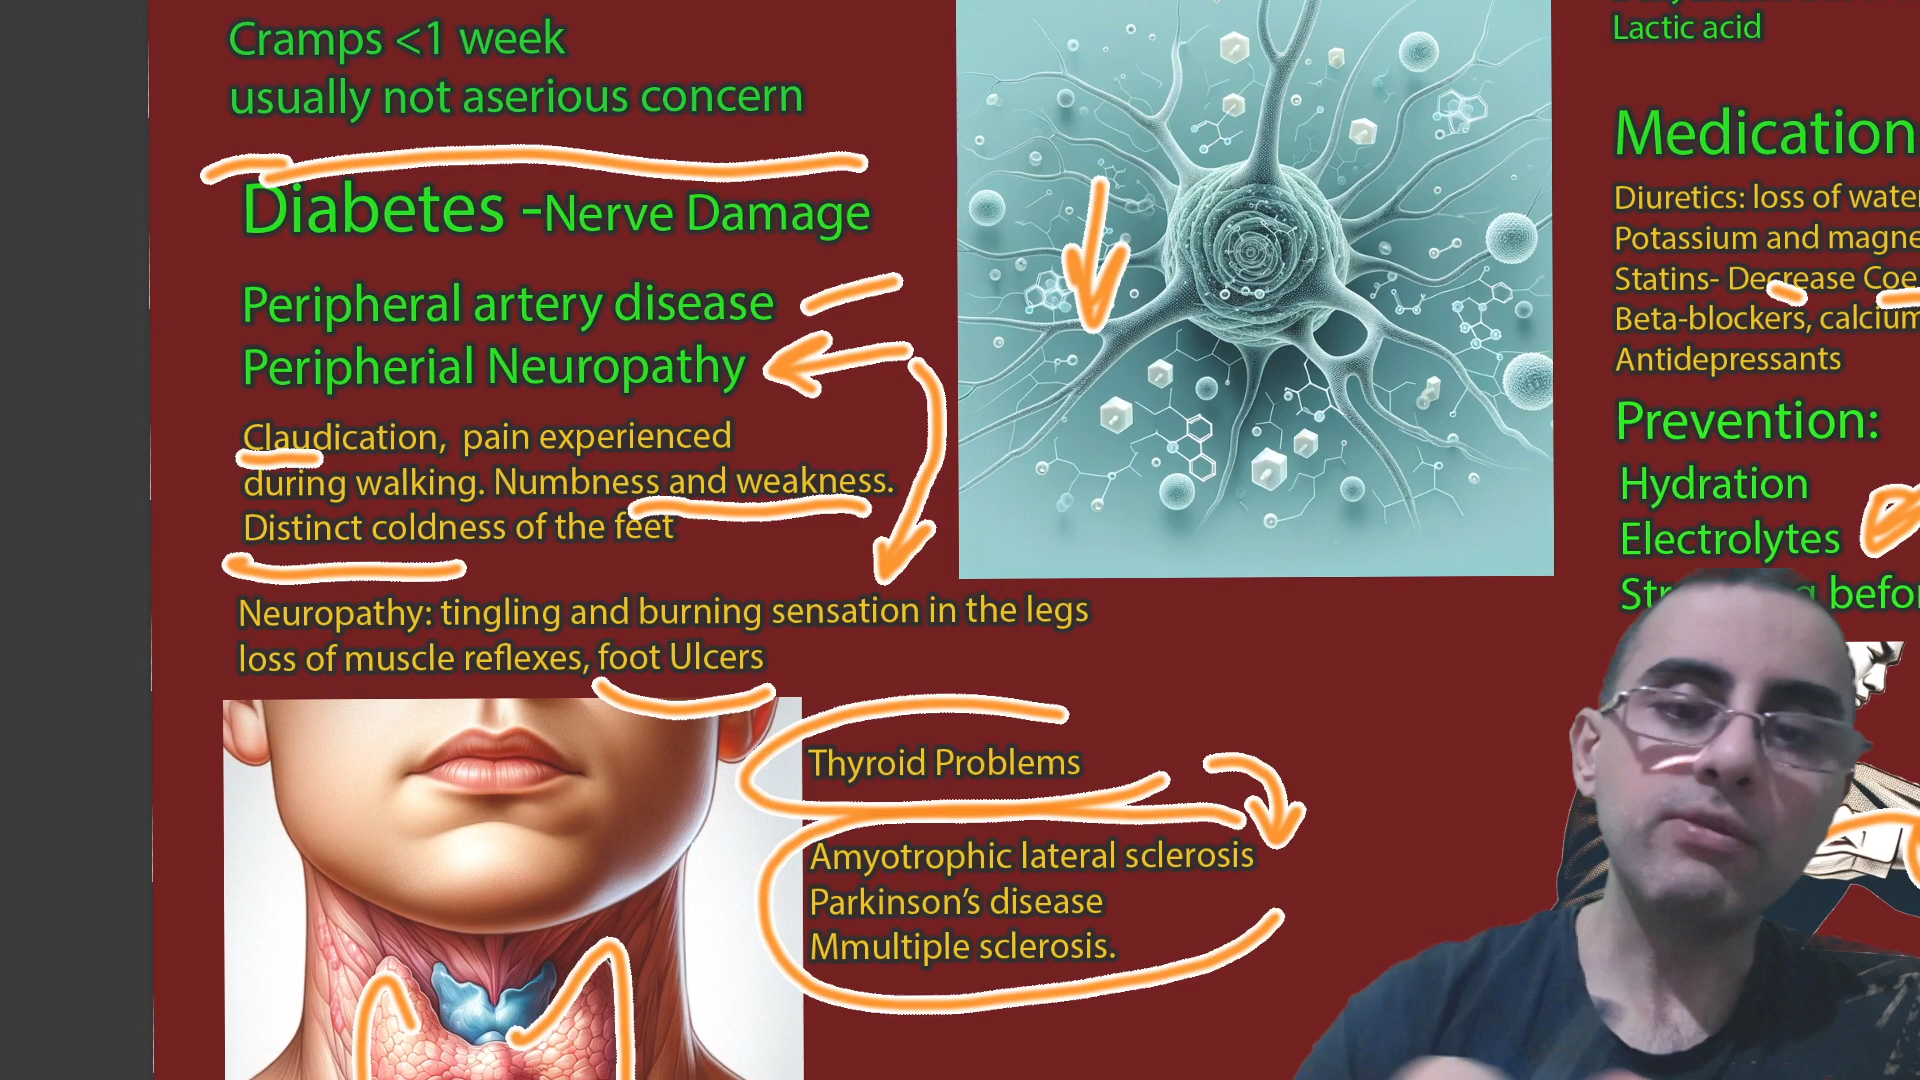 Cramps <1 week
usually not aserious concern
Diabetes -Nerve Damage
Peripheral artery disease
Peripherial Neuropathy
Claudication, pain experienced
during walking. Numbness and weakness.
Distinct coldness of the feet
Neuropathy: tingling and burning sensation in the legs
loss of muscle reflexes, foot Ulcers
Thyroid Problems
Amyotrophic lateral sclerosis
Parkinson's disease
Mmultiple sclerosis.
Lactic acid
Medication
Diuretics: loss of wate
Potassium and magne
Statins- Decrease Coe
Beta-blockers, calcium
Antidepressants
Prevention:
Hydration
Electrolytes